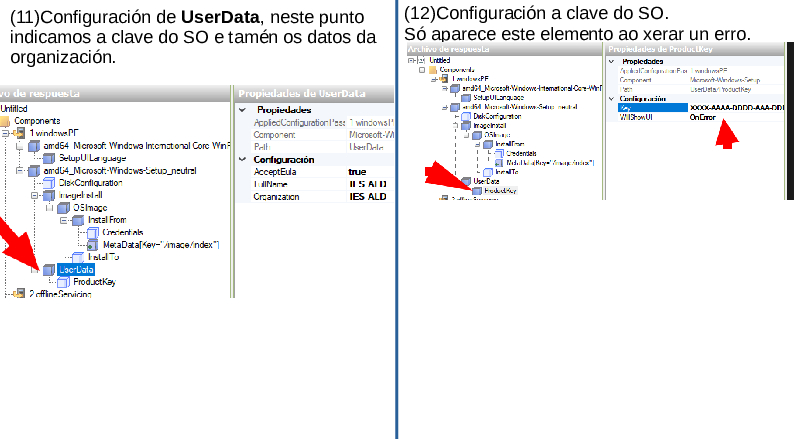 (11)Configuración de UserData, neste punto
indicamos a clave do SO e tamén os datos da
organización.
vo de respuesta
Untitled
Components
1 windowsPE
amd64_Microsoft-Windows-International-Core-WinF
SetupUILanguage
amd64_Microsoft-Windows-Setup_neutral
DiskConfiguration
ImageInstall
OSImage
InstallFrom
Credentials
MetaData[Key="/image/index"]
InstallTo
UserData
ProductKey
2 offlineServicing
Propiedades de UserData
Propiedades
AppliedConfigurationPass 1 windowsP
Component Microsoft-Wi
Path UserData
Configuración
AcceptEula true
FullName IES ALD
Organization IES ALD
(12)Configuración a clave do SO.
Só aparece este elemento ao xerar un erro.
Archivo de respuesta
Untitled
Components
1 windowsPE
amd64_Microsoft-Windows-International-Core-WinF
SetupUILanguage
amd64_Microsoft-Windows-Setup_neutral
DiskConfiguration
ImageInstall
OSImage
InstallFrom
Credentials
MetaData[Key="/image/index"]
InstallTo
UserData
ProductKey
Propiedades de ProductKey
Propiedades
AppliedConfigurationPass 1 windowsPE
Component Microsoft-Windows-Setup
Path UserData/ProductKey
Configuración
Key XXXX-AAAA-DDDD-AAA-DDI
WillShowUI OnError